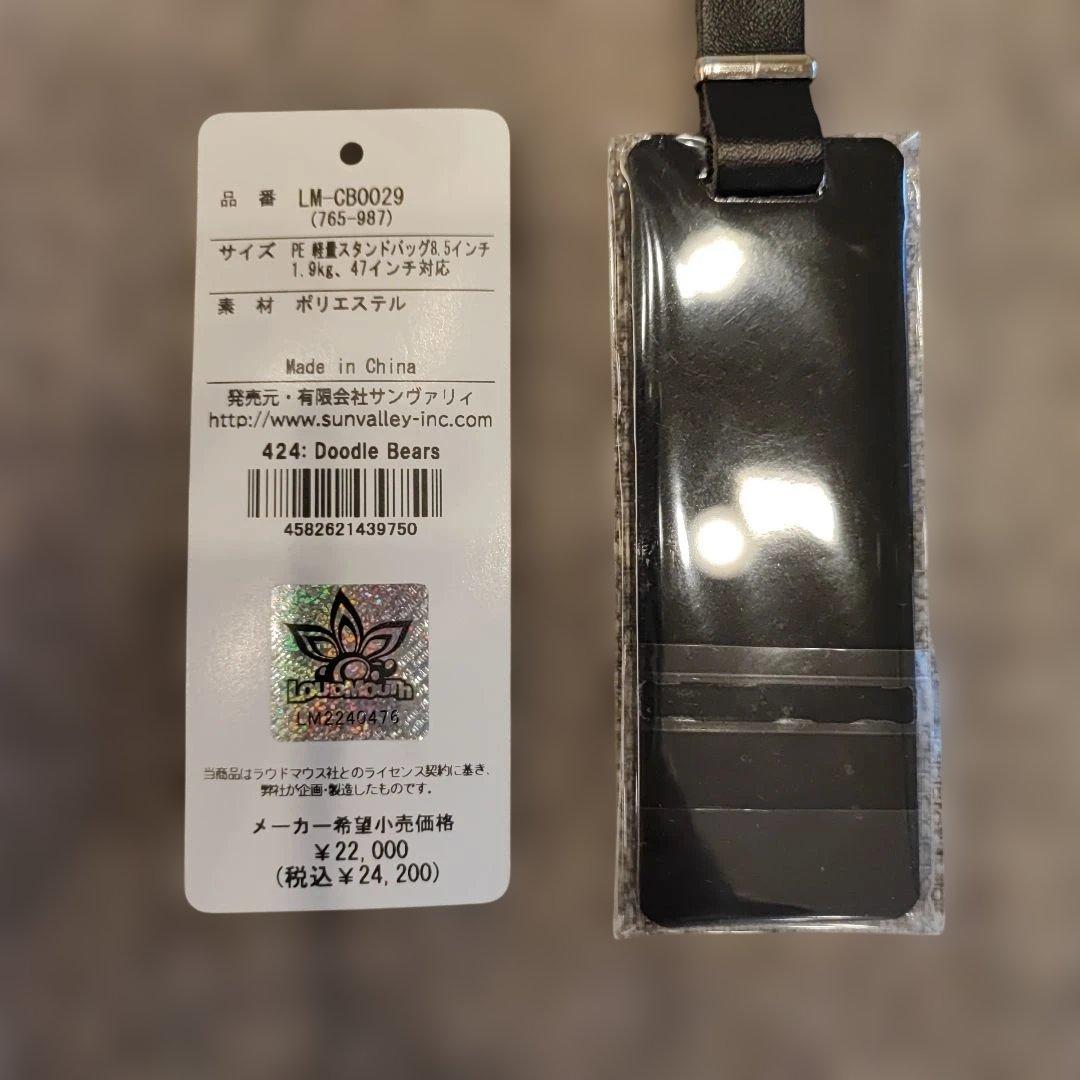 品 番 LM-CB0029
(765-987)
サイズ PE 軽量スタンドバッグ8.5インチ
1.9kg、47インチ対応
素 材 ポリエステル
Made in China
発売元・有限会社サンヴァリィ
http://www.sunvalley-inc.com
424: Doodle Bears
4582621439750
LOUDMOUTH
LM2240476
当商品はラウドマウス社とのライセンス契約に基き、
弊社が企画・製造したものです。
メーカー希望小売価格
¥22,000
(税込¥24,200)